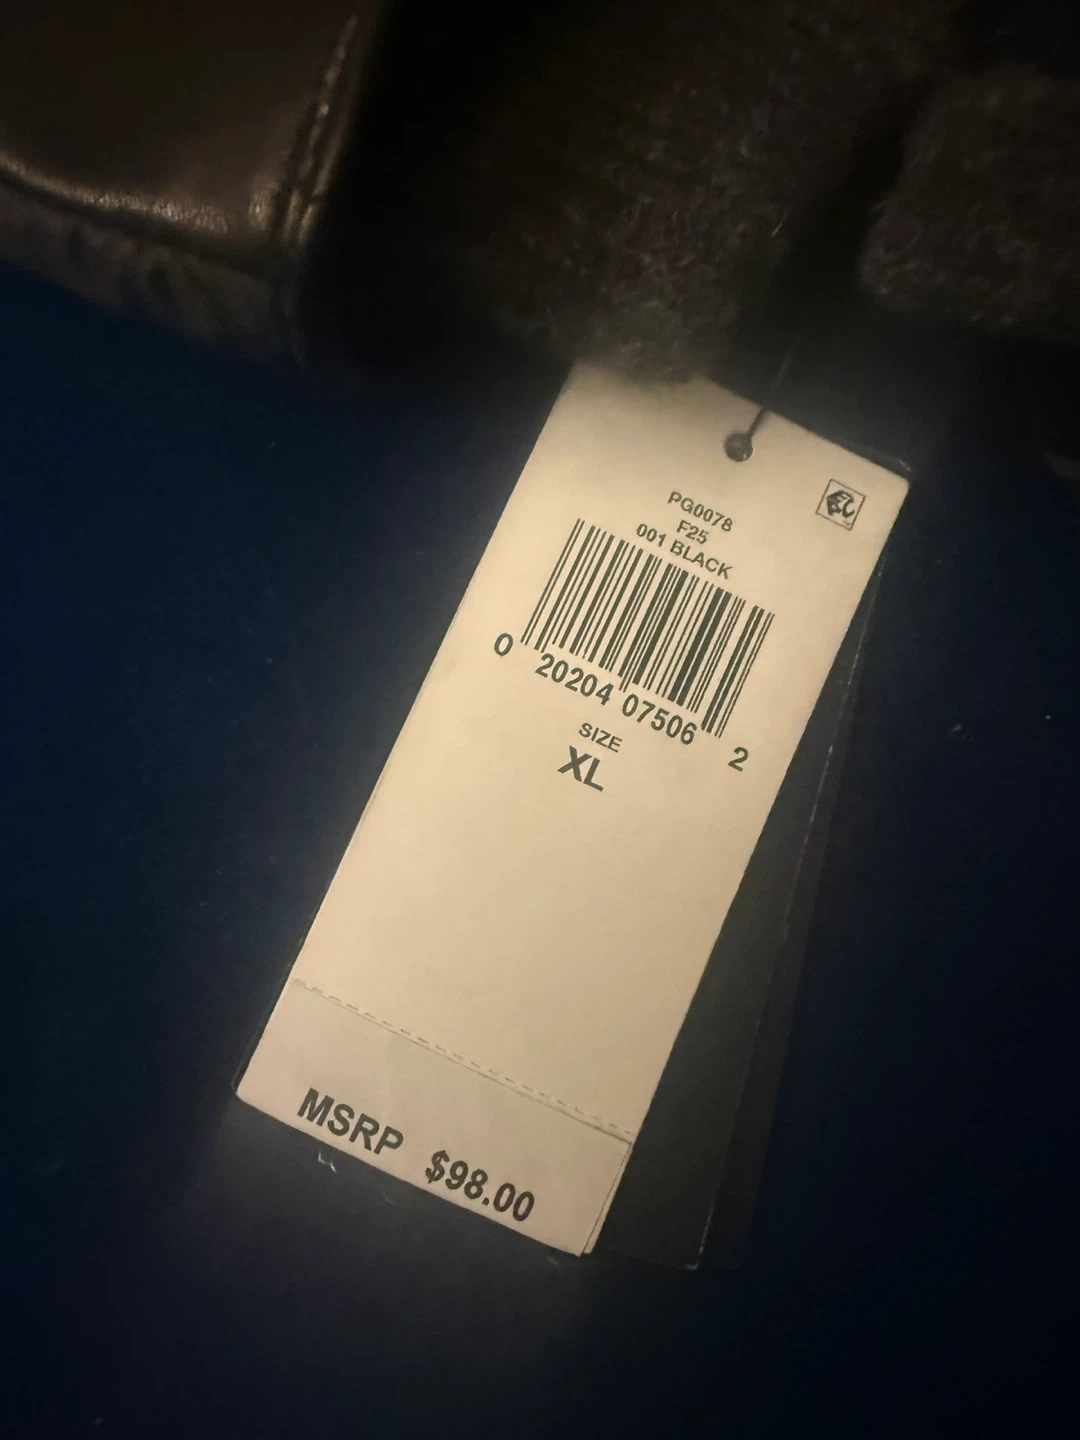 PG0078
F25
001 BLACK
0 20204 07506 2
SIZE
XL
MSRP $98.00